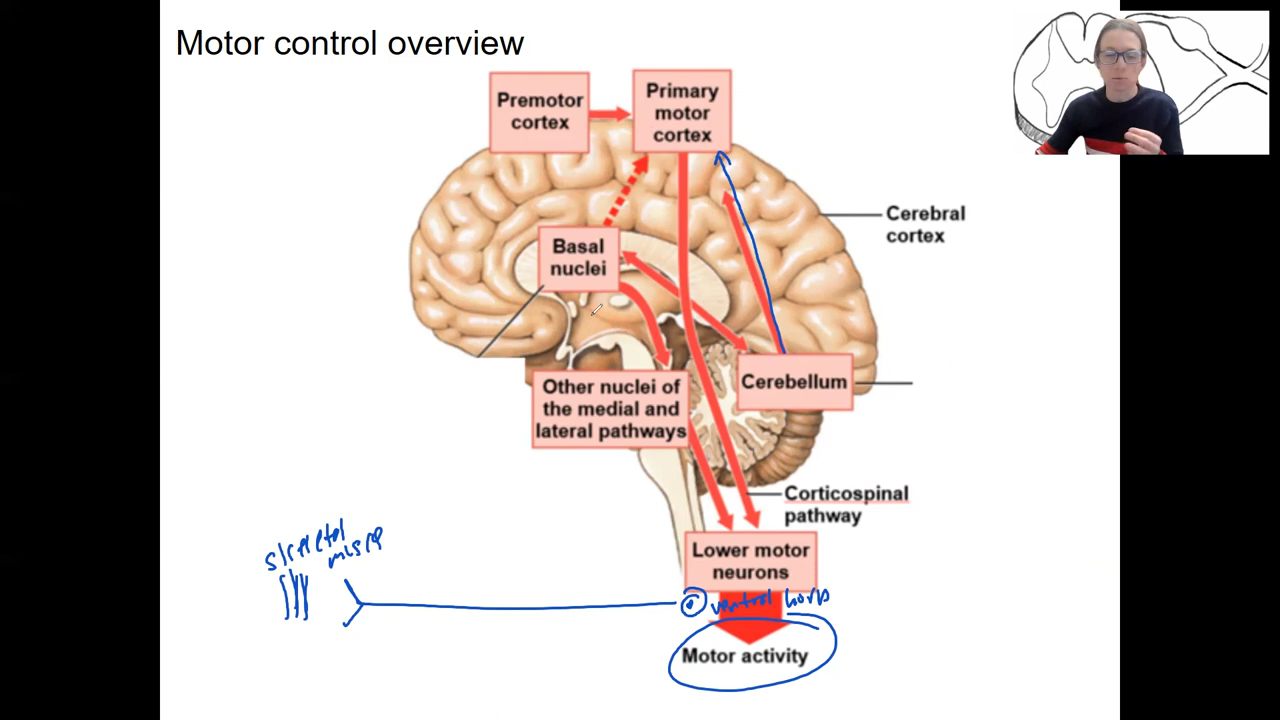 Motor control overview
Premotor
cortex
Primary
motor
cortex
Cerebral
cortex
Basal
nuclei
Cerebellum
Other nuclei of
the medial and
lateral pathways
Corticospinal
pathway
Lower motor
neurons
skeletal
ventral horn
Motor activity